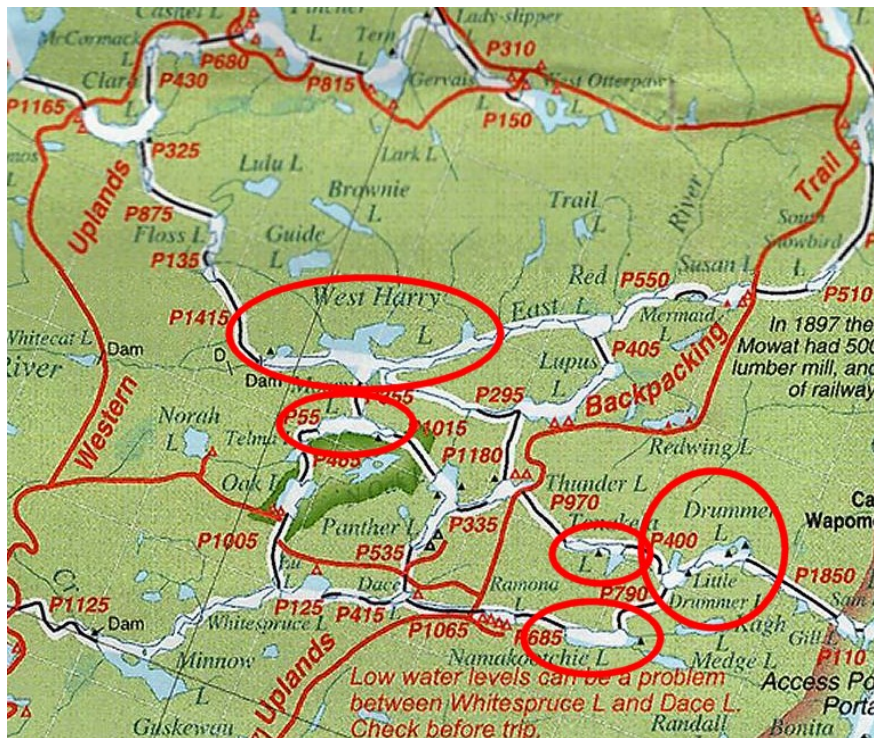 Lady-slipper
L
McCormack
L
P680
Tern
L
P310
Clara
L
P430
P815
Gervais
L
West Otterpaw
L
P1165
P150
P325
Lark L
Uplands
Lulu L
Trail
P875
Brownie
L
Trail
L
River
South
Snowbird
L
Floss L
Guide
L
P135
Red
P550
Susan L
P510
West Harry
L
East L
Mermaid
L
P1415
In 1897 the
Mowat had 500
lumber mill, and
of railway
Whitecat L
River
Dam
D
Dam
P405
Lupus
L
Backpacking
Western
Norah
L
P55
P295
Redwing L
P1015
P465
P1180
Oak L
Thunder L
P970
Panther L
P335
Drummer
L
Ca
Wapome
P1005
P535
L
P400
P1850
Little
Drummer L
Ramona
L
P790
P125
Dace
L
P415
P1125
Dam
Whitespruce L
P1065
P685
Kagh
L
Gill L
P110
Minnow
L
Namakootchie L
Medge L
Access Po
Porta
Uplands
Low water levels can be a problem
between Whitespruce L and Dace L.
Check before trip.
Guskewau
Randall
Bonita